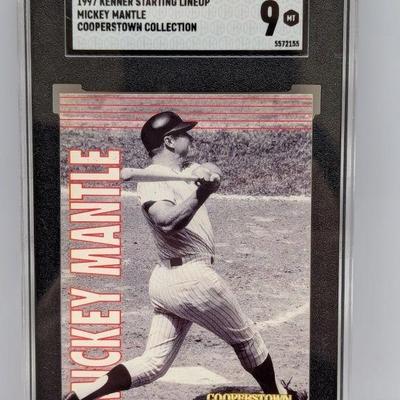 1997 KENNER STARTING LINEUP
MICKEY MANTLE
COOPERSTOWN COLLECTION
9 MT
5572155
MICKEY MANTLE
COOPERSTOWN